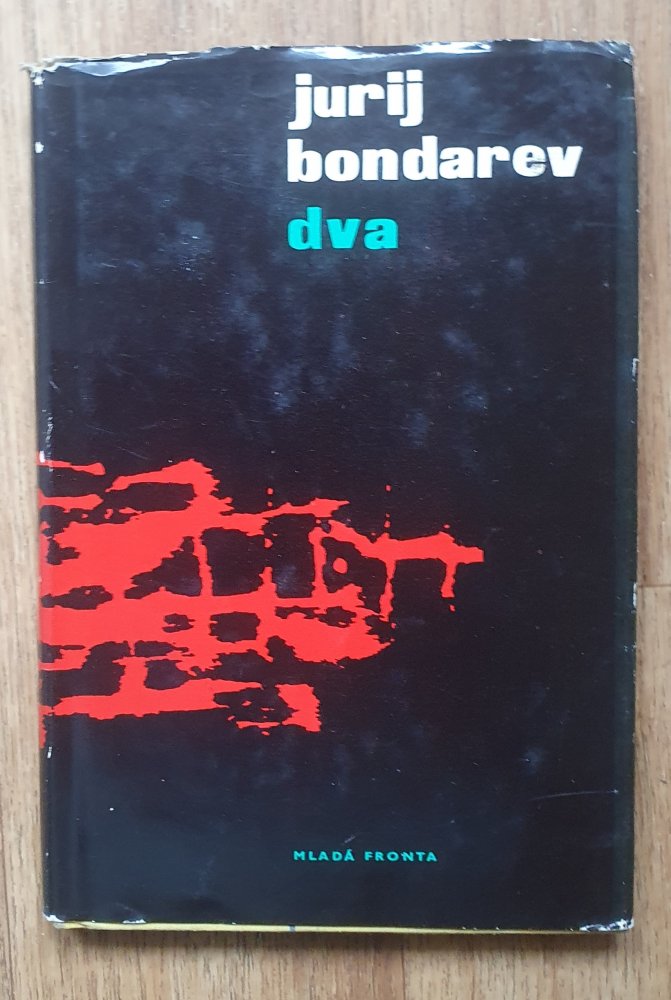 jurij
bondarev
dva
MLADÁ FRONTA